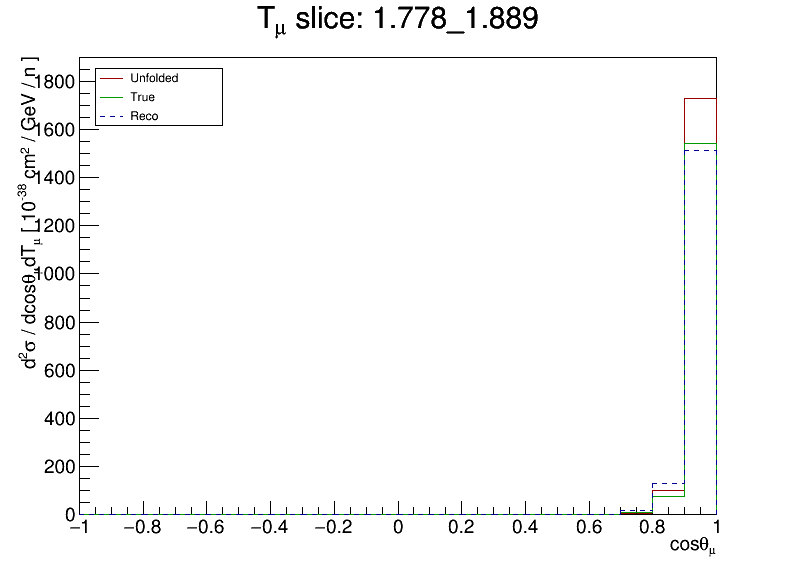 Tμ slice: 1.778_1.889
d²σ / dcosθμdTμ [ 10⁻³⁸ cm² / GeV / n ]
Unfolded
True
Reco
1800
1600
1400
1200
1000
800
600
400
200
0
−1 −0.8 −0.6 −0.4 −0.2 0 0.2 0.4 0.6 0.8 1
cosθμ